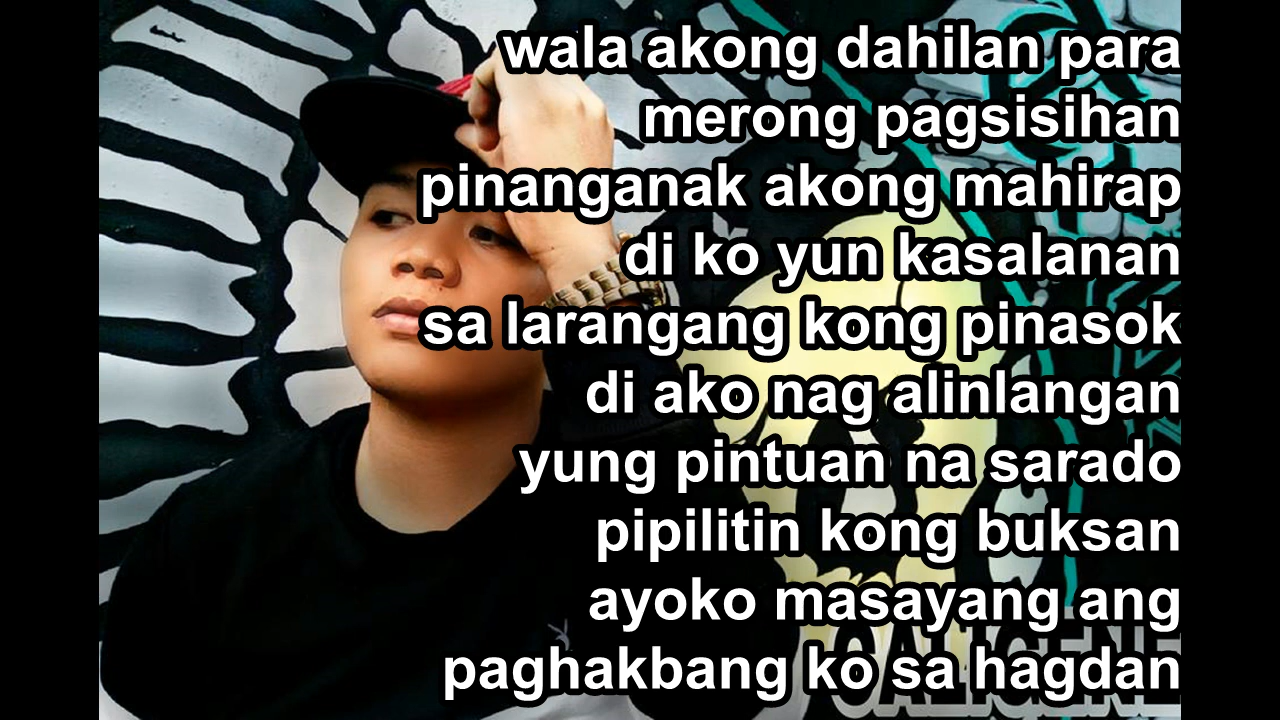 wala akong dahilan para
merong pagsisihan
pinanganak akong mahirap
di ko yun kasalanan
sa larangang kong pinasok
di ako nag alinlangan
yung pintuan na sarado
pipilitin kong buksan
ayoko masayang ang
paghakbang ko sa hagdan